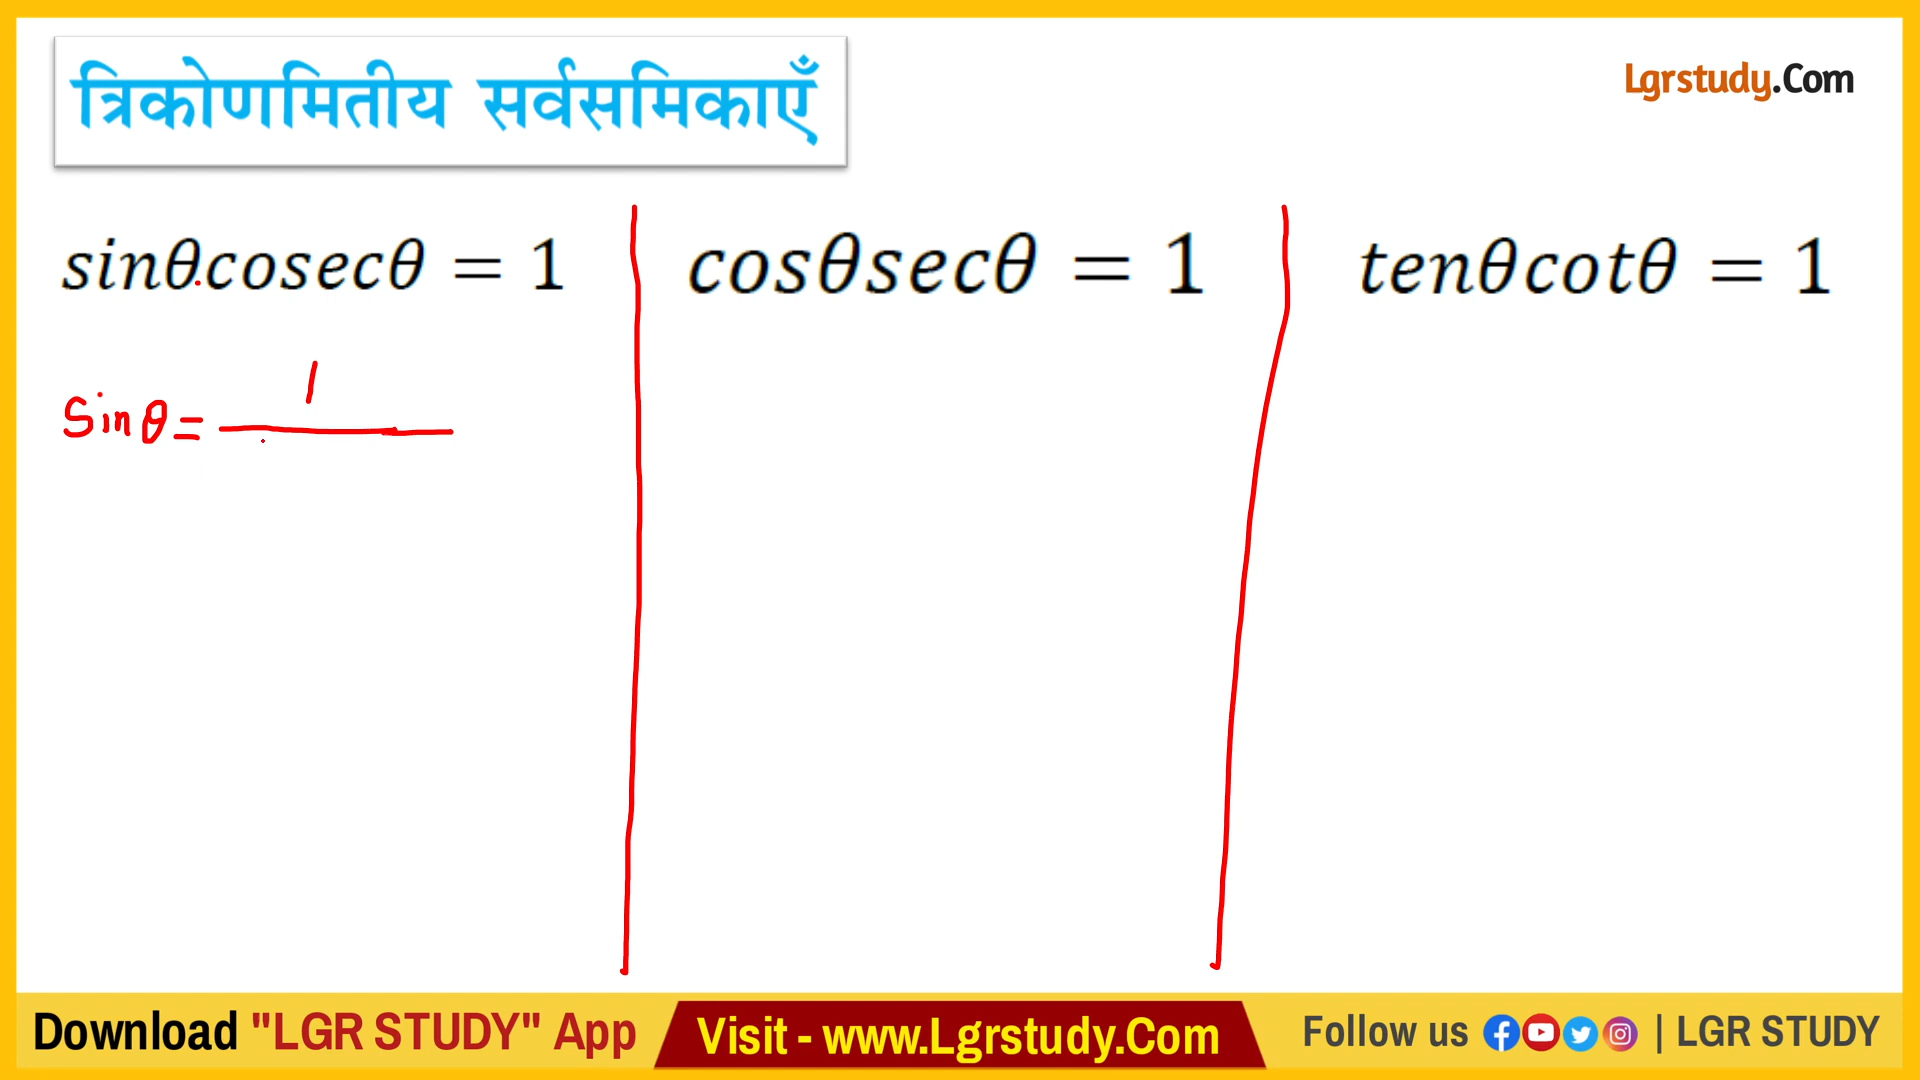 त्रिकोणमितीय सर्वसमिकाएँ
Lgrstudy.Com
sinθcosecθ = 1
cosθsecθ = 1
tenθcotθ = 1
1
Sinθ=
Download "LGR STUDY" App
Visit - www.Lgrstudy.Com
Follow us | LGR STUDY